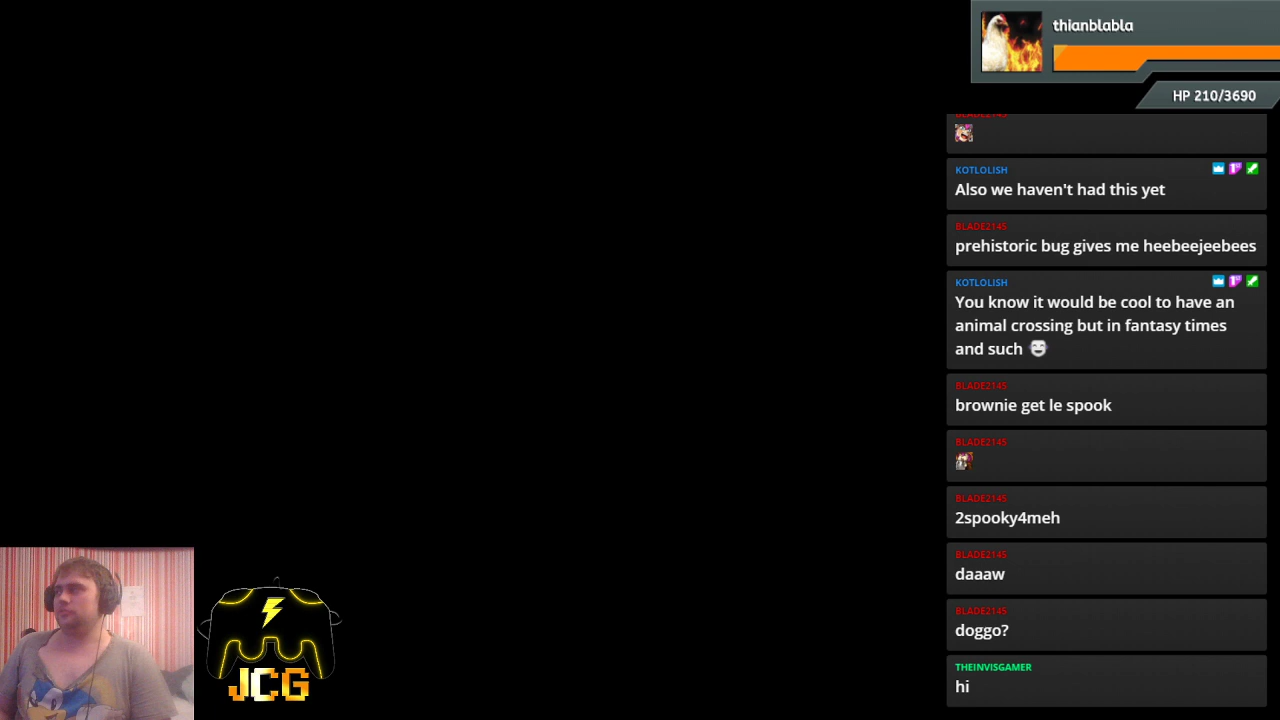 thianblabla
HP 210/3690
BLADE2145
KOTLOLISH
Also we haven't had this yet
BLADE2145
prehistoric bug gives me heebeejeebees
KOTLOLISH
You know it would be cool to have an
animal crossing but in fantasy times
and such
BLADE2145
brownie get le spook
BLADE2145
BLADE2145
2spooky4meh
BLADE2145
daaaw
BLADE2145
doggo?
THEINVISGAMER
hi
JCG